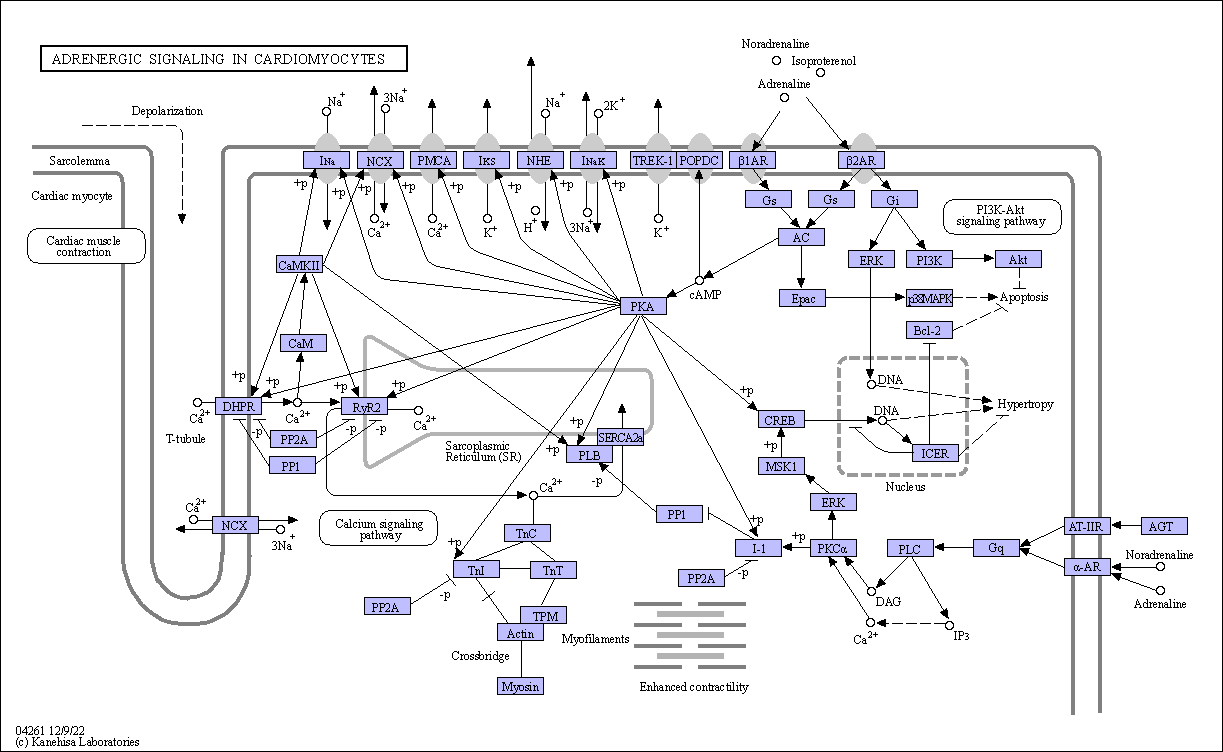 Noradrenaline
Isoproterenol
ADRENERGIC SIGNALING IN CARDIOMYOCTES
Adrenaline
Na+
3Na+
Na+
2K+
Depolarization
Sarcolemma
INa
NCX
PMCA
IKS
NHE
INaK
TREK-1
POPDC
β1AR
β2AR
+p
+p
+p
+p
+p
+p
+p
+p
Cardiac myocyte
Gs
Gs
Gi
PI3K-Akt
signaling pathway
Ca2+
Ca2+
K+
H+
3Na+
K+
Cardiac muscle
contraction
AC
CaMKII
ERK
PI3K
Akt
cAMP
PKA
Epac
p38MAPK
Apoptosis
Bcl-2
CaM
+p
+p
+p
+p
DNA
+p
Hypertropy
DHPR
RyR2
Ca2+
Ca2+
Ca2+
CREB
DNA
T-tubule
-p
PP2A
-p
-p
+p
SERCA2a
+p
Sarcoplasmic
Reticulum (SR)
+p
PLB
ICER
PP1
MSK1
-p
Nucleus
Ca2+
Ca2+
ERK
NCX
3Na+
Calcium signaling
pathway
PP1
+p
AT-IIR
AGT
TnC
+p
+p
I-1
PKCα
PLC
Gq
Noradrenaline
TnI
TnT
α-AR
PP2A
-p
-p
DAG
Adrenaline
PP2A
TPM
Actin
Myofilaments
Ca2+
IP3
Crossbridge
Myosin
Enhanced contractility
04261 12/9/22
(c) Kanehisa Laboratories